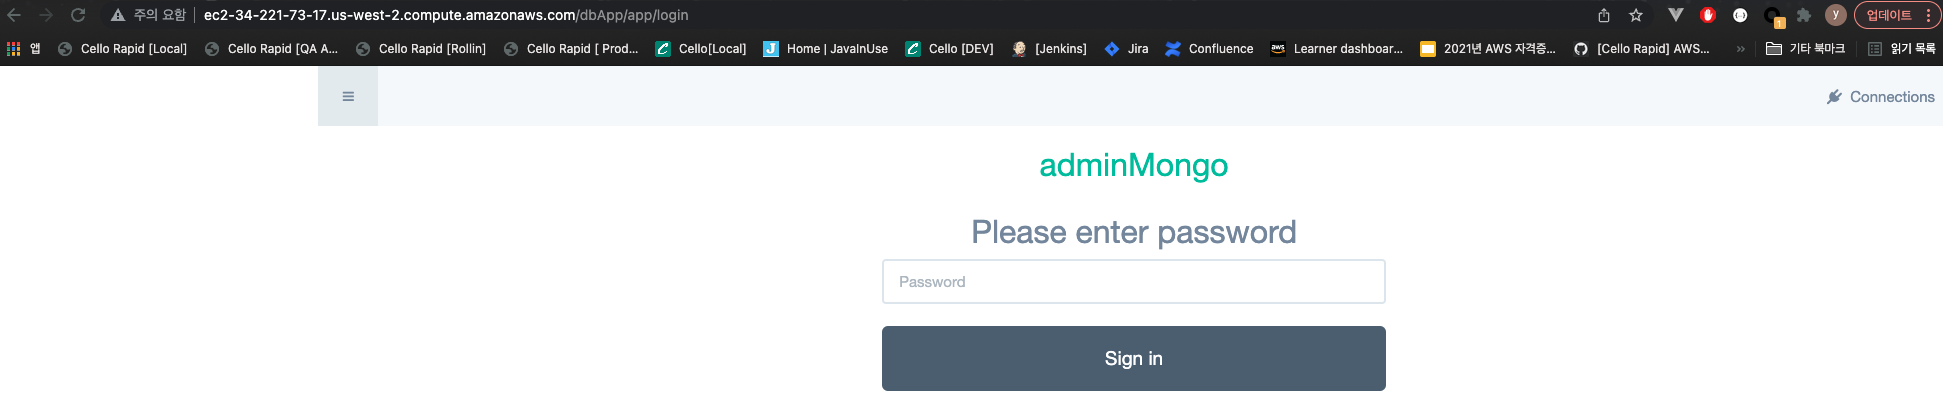 주의 요함 ec2-34-221-73-17.us-west-2.compute.amazonaws.com/dbApp/app/login 1 y 업데이트
앱 Cello Rapid [Local] Cello Rapid [QA A... Cello Rapid [Rollin] Cello Rapid [ Prod... Cello[Local] Home | JavaInUse Cello [DEV] [Jenkins] Jira Confluence aws Learner dashboar... 2021년 AWS 자격증... [Cello Rapid] AWS... » 기타 북마크 읽기 목록
Connections
adminMongo
Please enter password
Password
Sign in